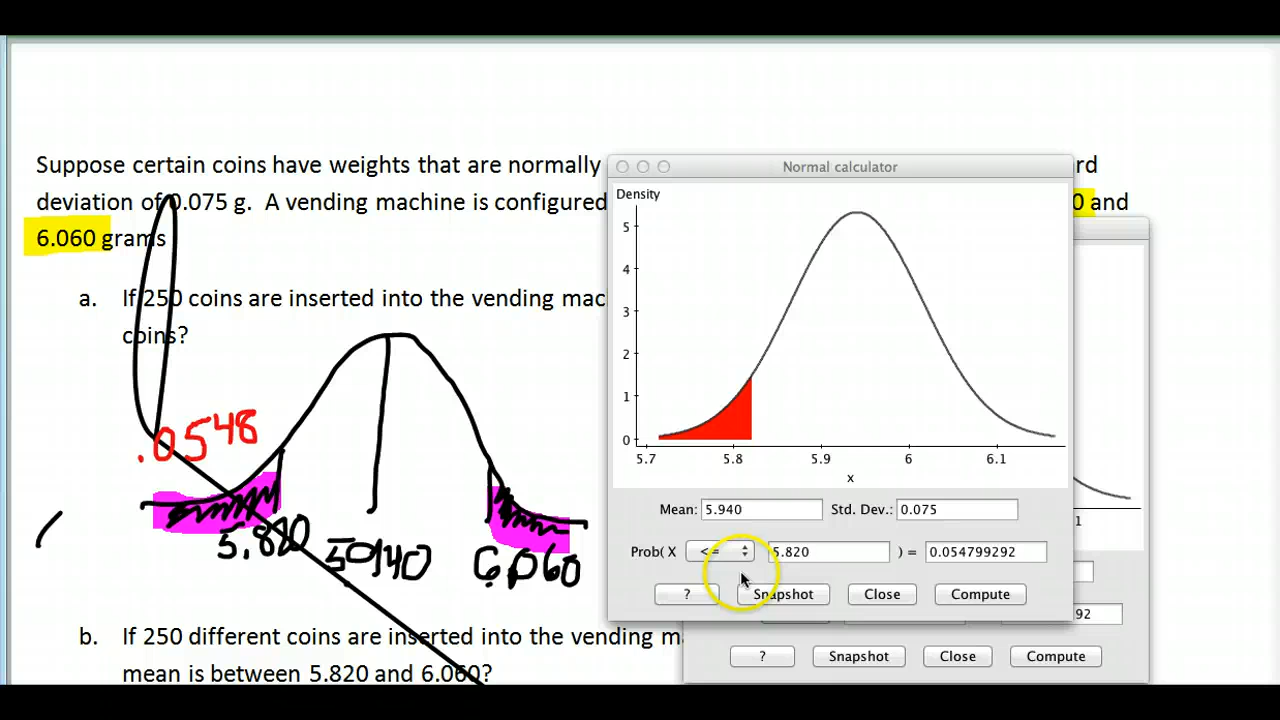 Suppose certain coins have weights that are normally rd
deviation of 0.075 g. A vending machine is configured 0 and
6.060 grams
a. If 250 coins are inserted into the vending mac
coins?
.0548
5.820 5.940 6.060
b. If 250 different coins are inserted into the vending m
mean is between 5.820 and 6.060?
Normal calculator
Density
5
4
3
2
1
0
5.7 5.8 5.9 6 6.1
x
Mean: 5.940 Std. Dev.: 0.075
Prob( X <= 5.820 ) = 0.054799292
? Snapshot Close Compute
1
92
? Snapshot Close Compute